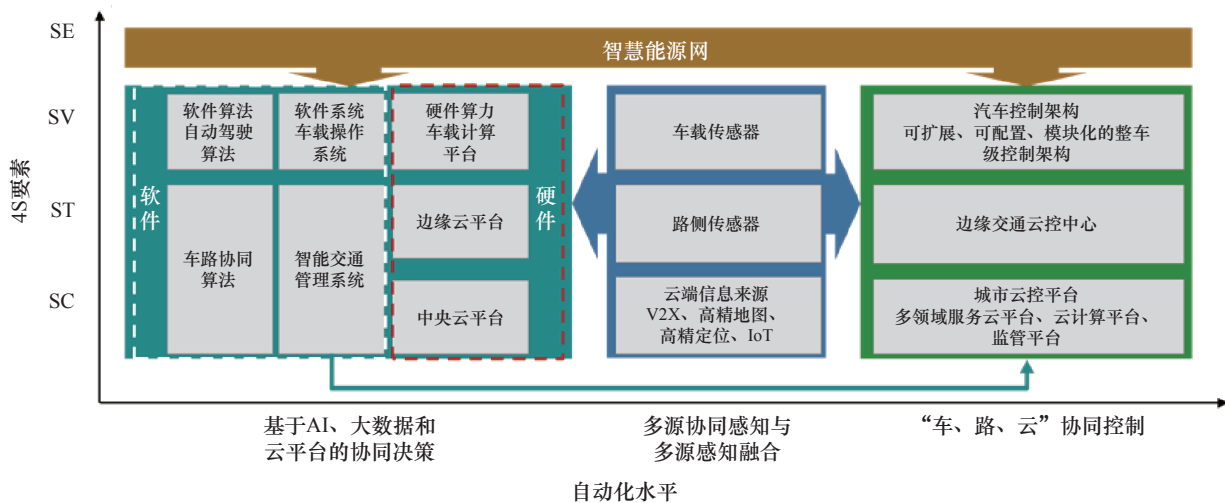 SE
智慧能源网
4S要素
SV
ST
SC
软件
软件算法
自动驾驶
算法
软件系统
车载操作
系统
硬件算力
车载计算
平台
车路协同
算法
智能交通
管理系统
边缘云平台
中央云平台
硬件
车载传感器
路侧传感器
云端信息来源
V2X、高精地图、
高精定位、IoT
汽车控制架构
可扩展、可配置、模块化的整车
级控制架构
边缘交通云控中心
城市云控平台
多领域服务云平台、云计算平台、
监管平台
基于AI、大数据和
云平台的协同决策
多源协同感知与
多源感知融合
“车、路、云”协同控制
自动化水平